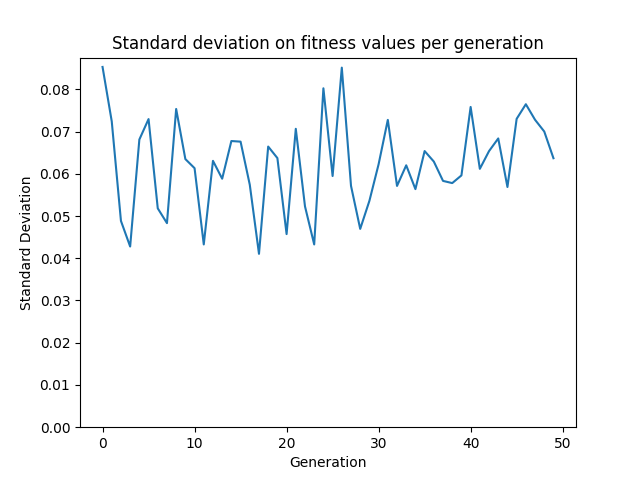 Standard deviation on fitness values per generation
0.08
0.07
0.06
0.05
0.04
0.03
0.02
0.01
0.00
Standard Deviation
0 10 20 30 40 50
Generation